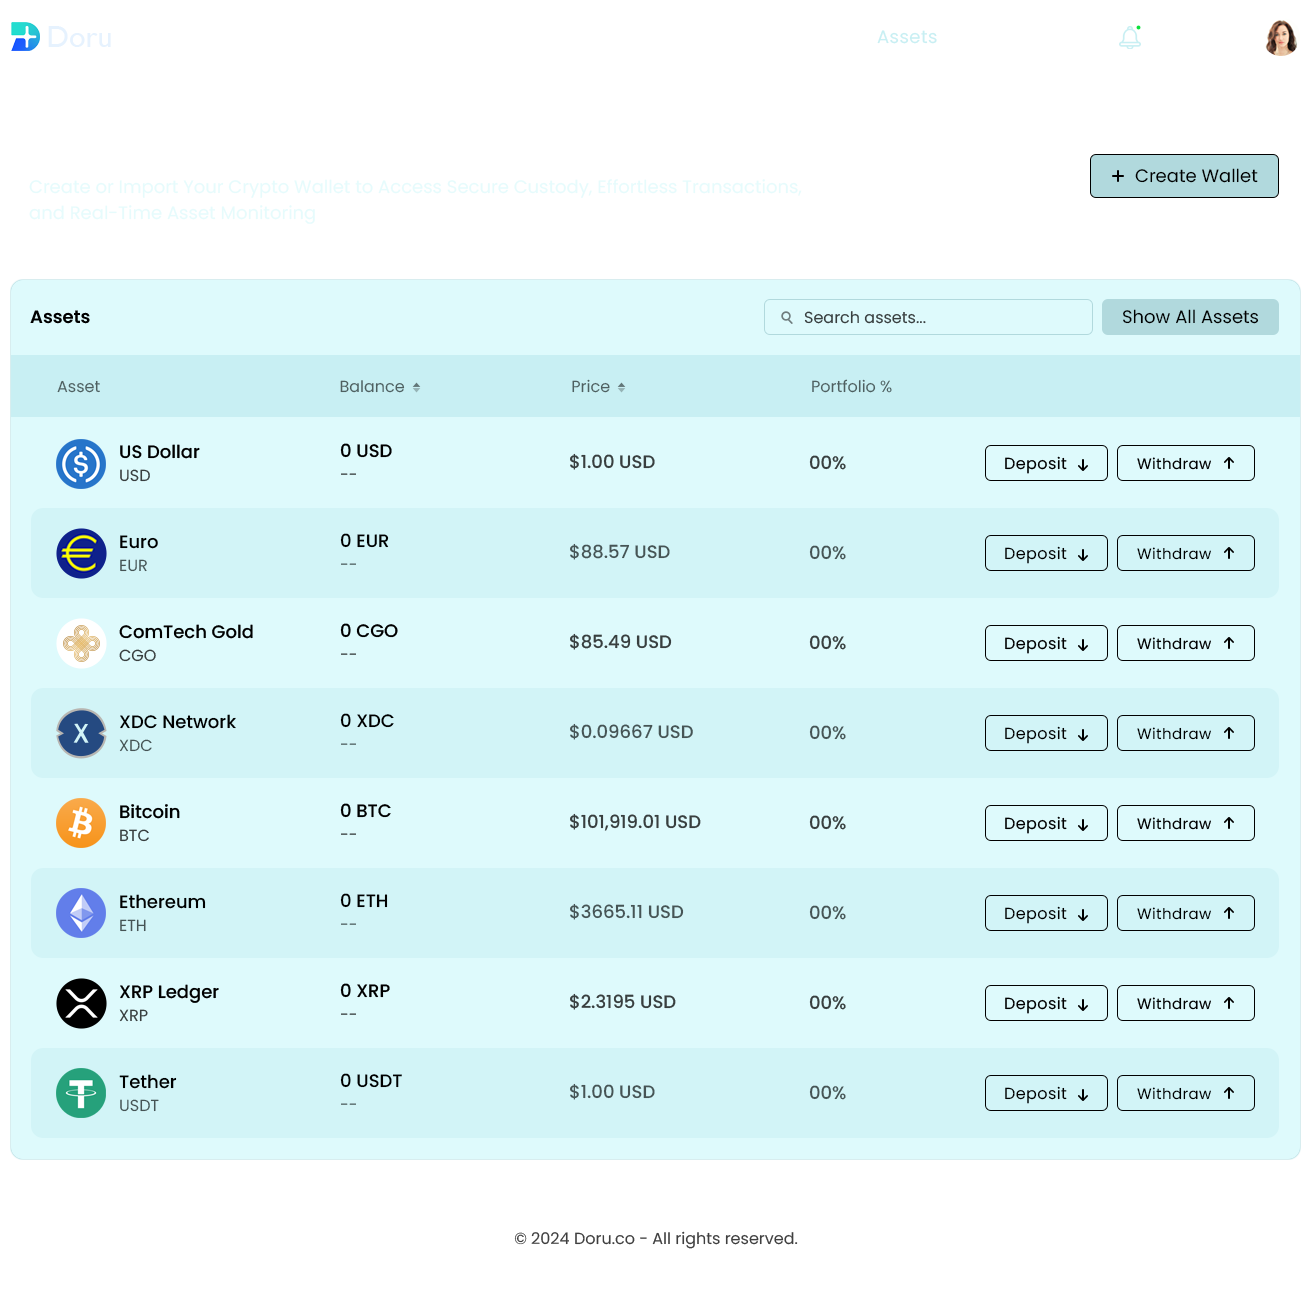 Doru
Assets
Create or Import Your Crypto Wallet to Access Secure Custody, Effortless Transactions,
and Real-Time Asset Monitoring
+ Create Wallet
Assets
Search assets...
Show All Assets
Asset Balance Price Portfolio %
US Dollar
USD
0 USD
--
$1.00 USD
00%
Deposit ↓
Withdraw ↑
Euro
EUR
0 EUR
--
$88.57 USD
00%
Deposit ↓
Withdraw ↑
ComTech Gold
CGO
0 CGO
--
$85.49 USD
00%
Deposit ↓
Withdraw ↑
XDC Network
XDC
0 XDC
--
$0.09667 USD
00%
Deposit ↓
Withdraw ↑
Bitcoin
BTC
0 BTC
--
$101,919.01 USD
00%
Deposit ↓
Withdraw ↑
Ethereum
ETH
0 ETH
--
$3665.11 USD
00%
Deposit ↓
Withdraw ↑
XRP Ledger
XRP
0 XRP
--
$2.3195 USD
00%
Deposit ↓
Withdraw ↑
Tether
USDT
0 USDT
--
$1.00 USD
00%
Deposit ↓
Withdraw ↑
© 2024 Doru.co - All rights reserved.